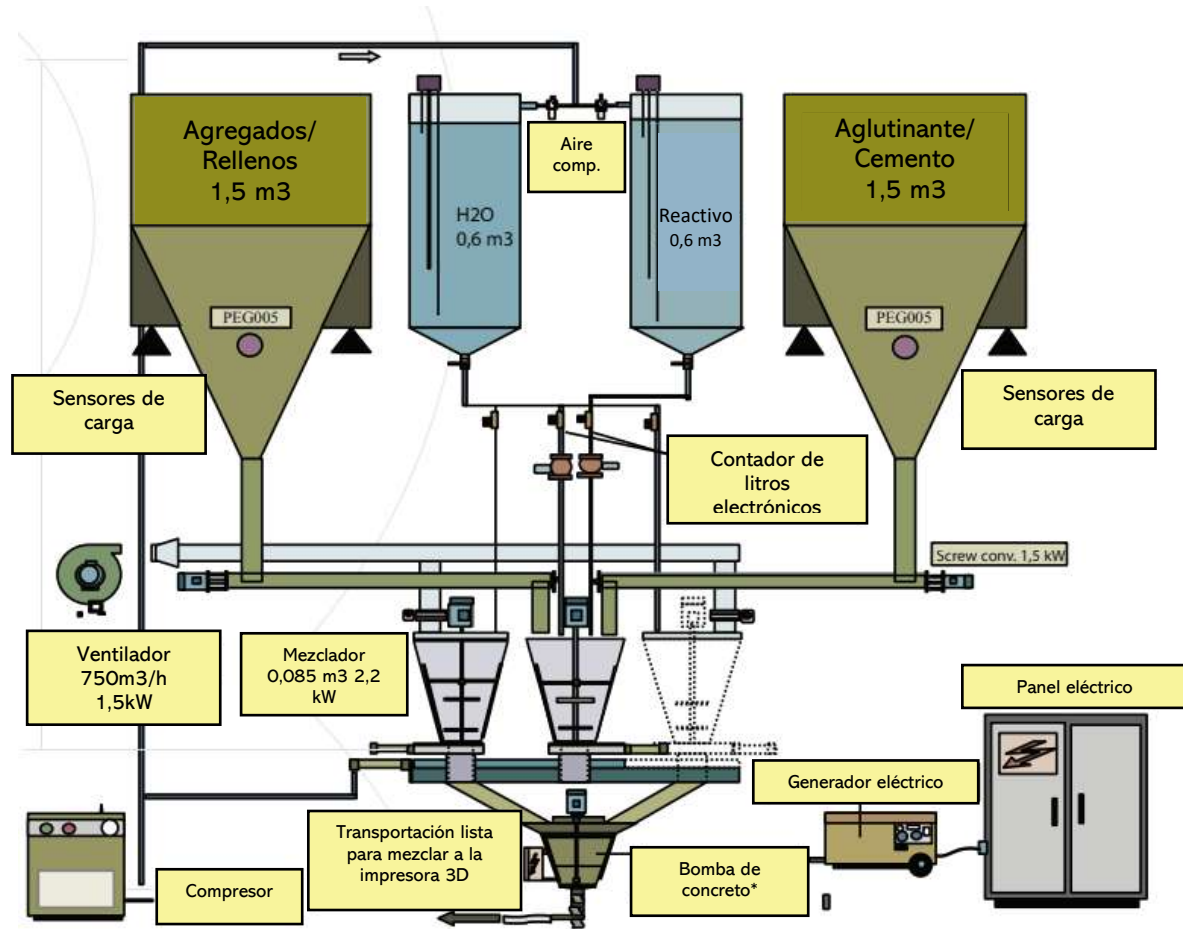 Agregados/
Rellenos
1,5 m3
H2O
0,6 m3
Aire
comp.
Reactivo
0,6 m3
Aglutinante/
Cemento
1,5 m3
PEG005
PEG005
Sensores de
carga
Sensores de
carga
Contador de
litros
electrónicos
Screw conv. 1,5 kW
Ventilador
750m3/h
1,5kW
Mezclador
0,085 m3 2,2
kW
Panel eléctrico
Generador eléctrico
Transportación lista
para mezclar a la
impresora 3D
Bomba de
concreto*
Compresor